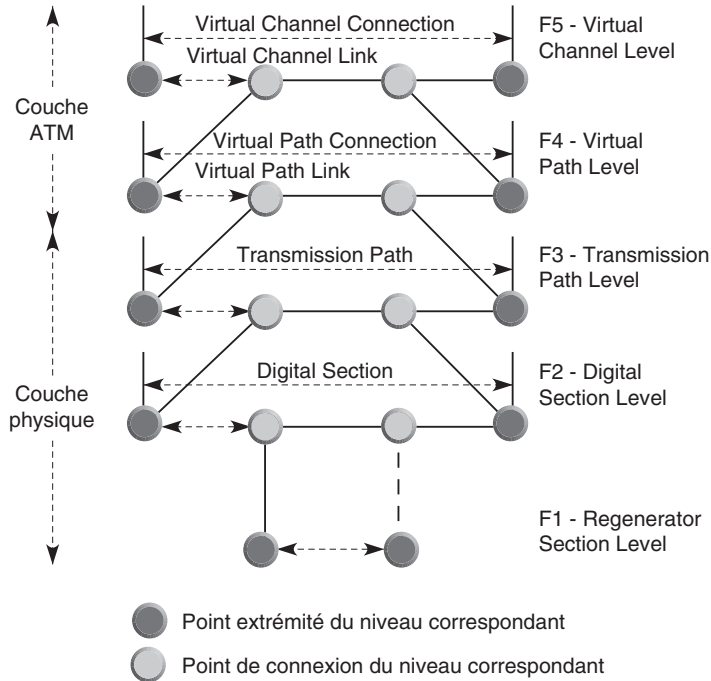 Virtual Channel Connection
F5 - Virtual
Channel Level
Virtual Channel Link
Couche
ATM
Virtual Path Connection
F4 - Virtual
Path Level
Virtual Path Link
Transmission Path
F3 - Transmission
Path Level
Digital Section
F2 - Digital
Section Level
Couche
physique
F1 - Regenerator
Section Level
Point extrémité du niveau correspondant
Point de connexion du niveau correspondant